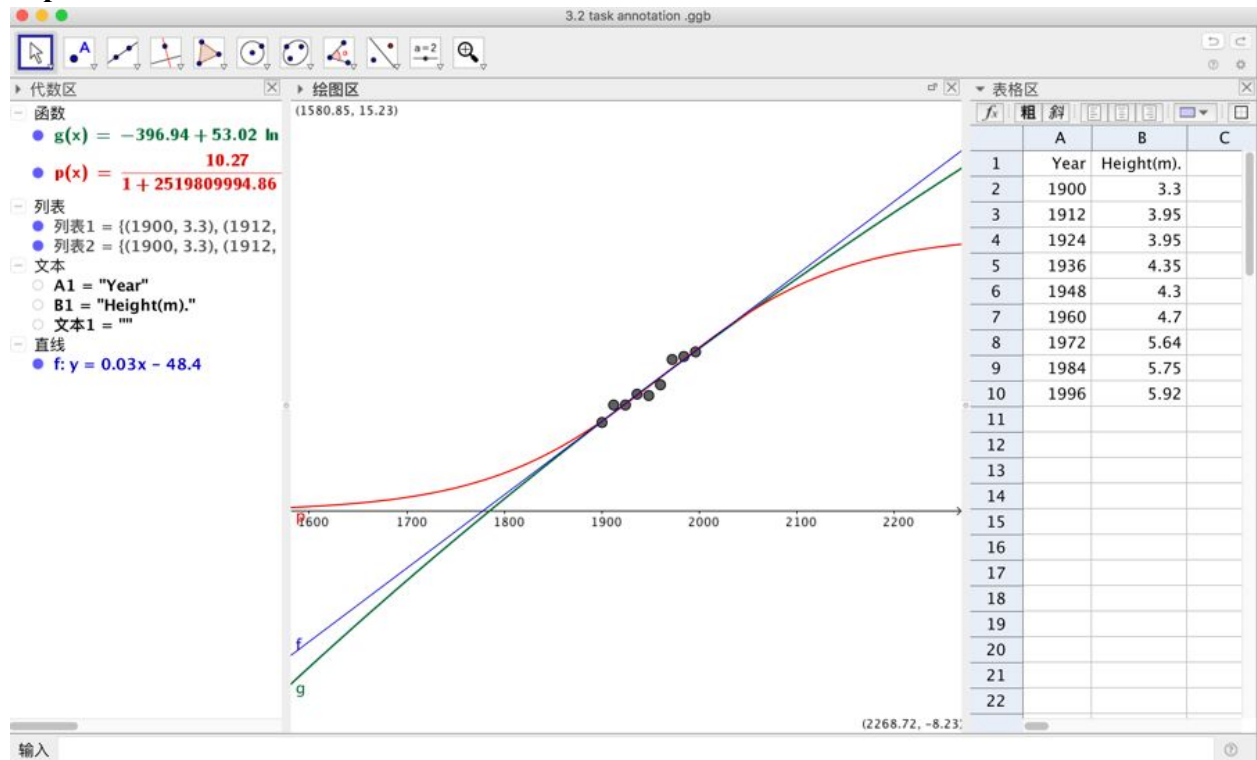 3.2 task annotation .ggb
A
a=2
代数区
函数
g(x) = −396.94 + 53.02 ln
p(x) = 10.27
1 + 2519809994.86
列表
列表1 = {(1900, 3.3), (1912,
列表2 = {(1900, 3.3), (1912,
文本
A1 = "Year"
B1 = "Height(m)."
文本1 = ""
直线
f: y = 0.03x − 48.4
绘图区
(1580.85, 15.23)
p
1600 1700 1800 1900 2000 2100 2200
f
g
(2268.72, −8.23
表格区
fx 粗 斜
A B C
1 Year Height(m).
2 1900 3.3
3 1912 3.95
4 1924 3.95
5 1936 4.35
6 1948 4.3
7 1960 4.7
8 1972 5.64
9 1984 5.75
10 1996 5.92
11
12
13
14
15
16
17
18
19
20
21
22
输入